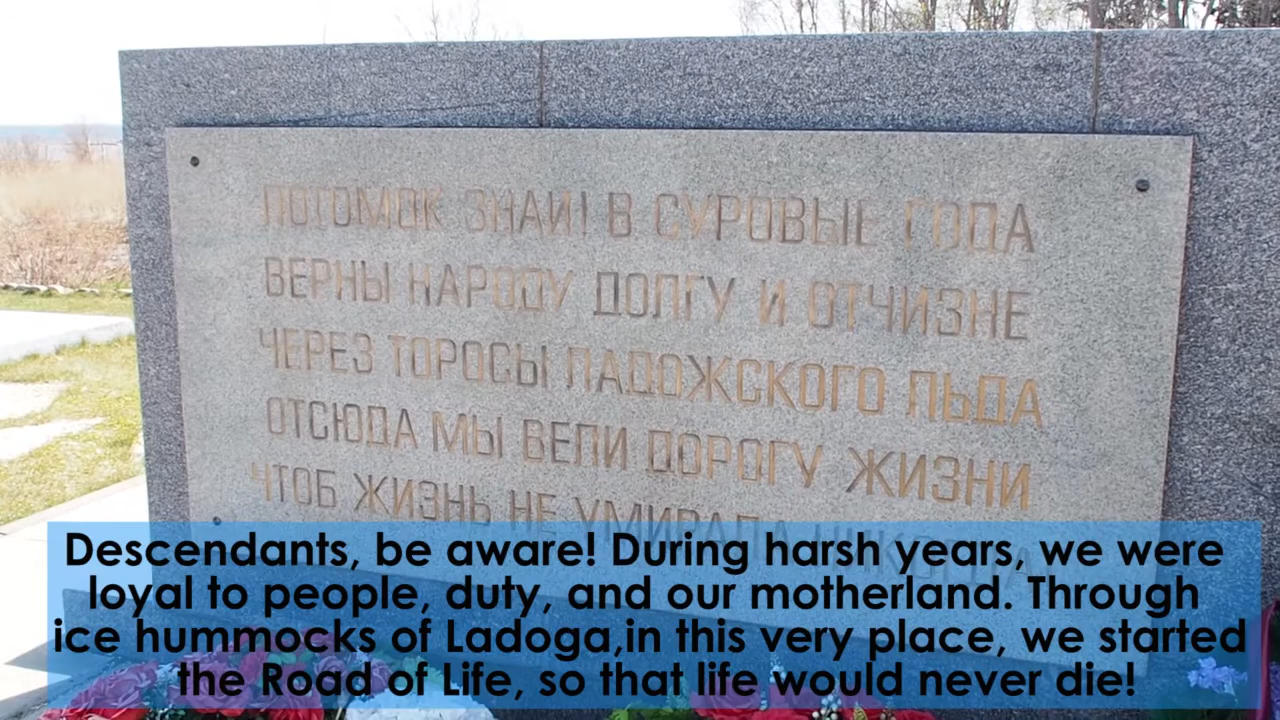 ПОТОМОК ЗНАЙ! В СУРОВЫЕ ГОДА
ВЕРНЫ НАРОДУ ДОЛГУ И ОТЧИЗНЕ
ЧЕРЕЗ ТОРОСЫ ЛАДОЖСКОГО ЛЬДА
ОТСЮДА МЫ ВЕЛИ ДОРОГУ ЖИЗНИ
ЧТОБ ЖИЗНЬ НЕ УМИРАЛА НИКОГДА
Descendants, be aware! During harsh years, we were
loyal to people, duty, and our motherland. Through
ice hummocks of Ladoga,in this very place, we started
the Road of Life, so that life would never die!